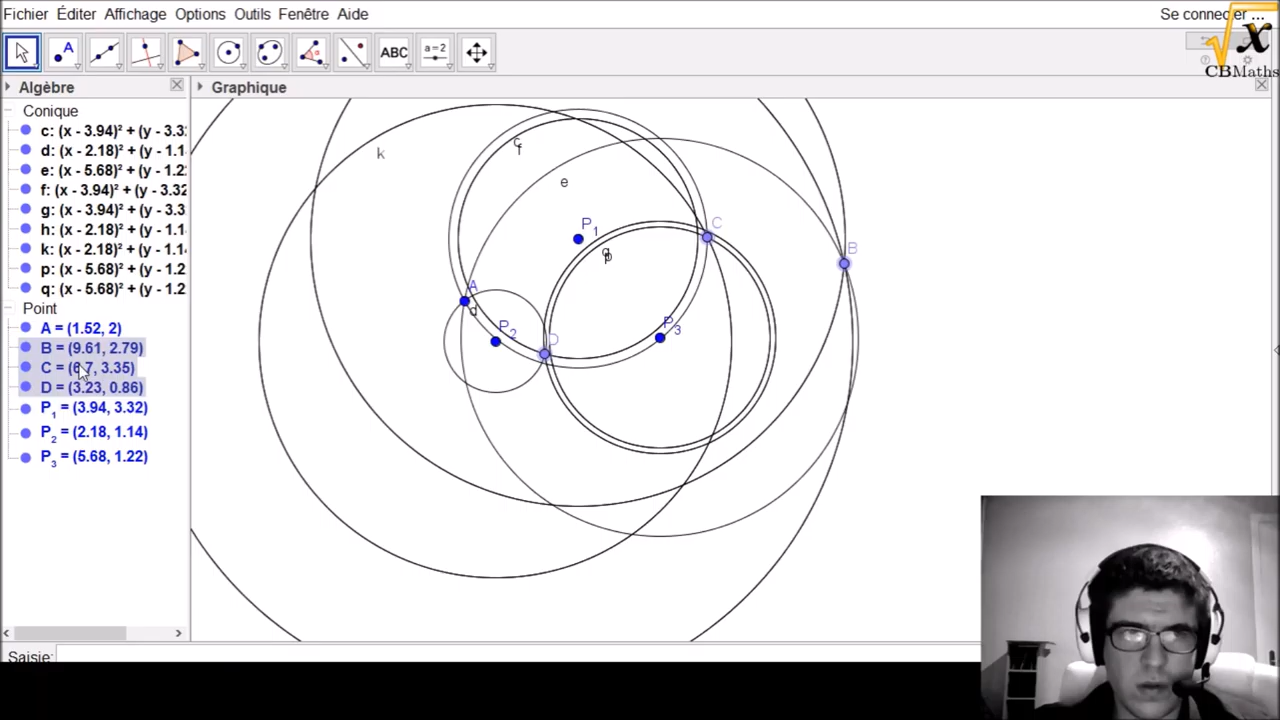 Fichier Éditer Affichage Options Outils Fenêtre Aide Se connecter ...
ABC a=2
x
CBMaths
Algèbre Graphique
Conique
c: (x - 3.94)² + (y - 3.3
d: (x - 2.18)² + (y - 1.1
e: (x - 5.68)² + (y - 1.2
f: (x - 3.94)² + (y - 3.32
g: (x - 3.94)² + (y - 3.3
h: (x - 2.18)² + (y - 1.1
k: (x - 2.18)² + (y - 1.14
p: (x - 5.68)² + (y - 1.2
q: (x - 5.68)² + (y - 1.2
Point
A = (1.52, 2)
B = (9.61, 2.79)
C = (6.7, 3.35)
D = (3.23, 0.86)
P₁ = (3.94, 3.32)
P₂ = (2.18, 1.14)
P₃ = (5.68, 1.22)
k
c
f
e
P₁
C
B
A
d
P₂
D
P₃
Saisie: